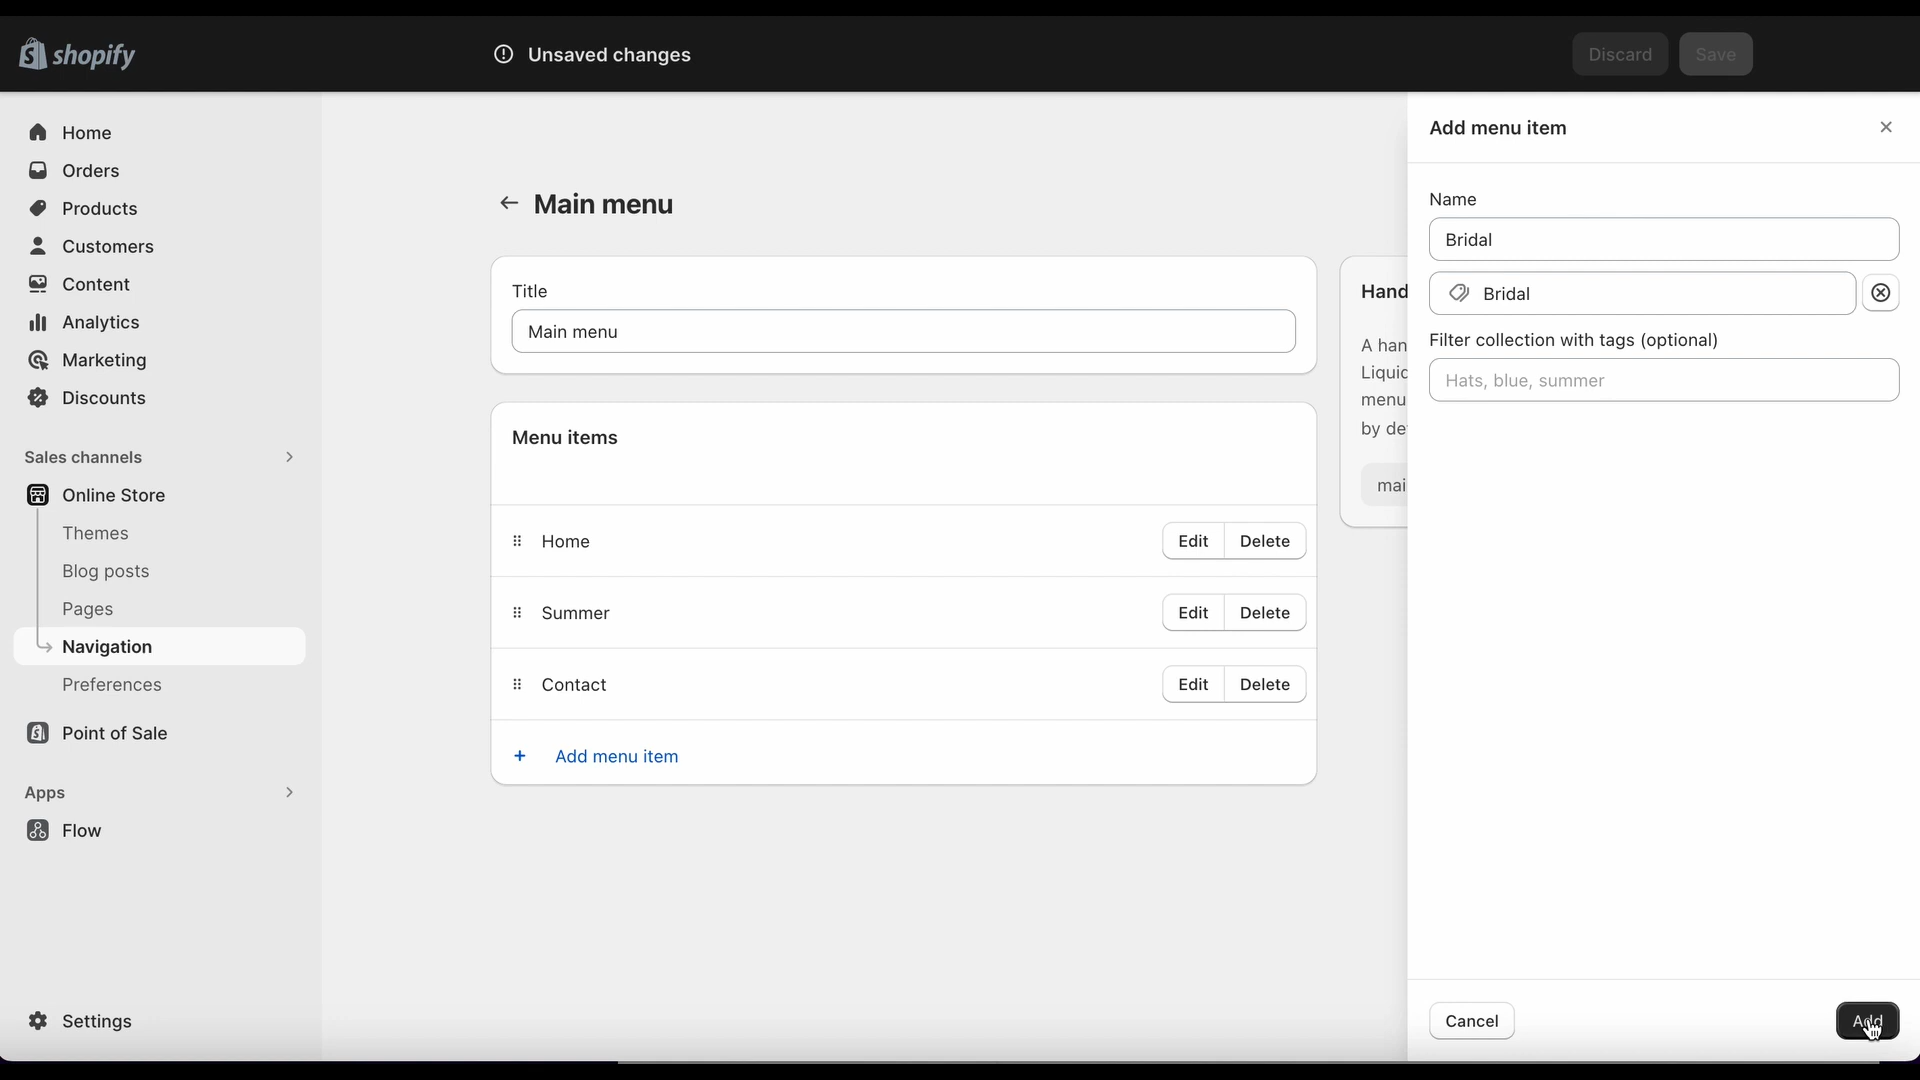 shopify
Unsaved changes
Discard
Save
Home
Orders
Products
Customers
Content
Analytics
Marketing
Discounts
Sales channels
Online Store
Themes
Blog posts
Pages
Navigation
Preferences
Point of Sale
Apps
Flow
Settings
Main menu
Title
Main menu
Menu items
Home
Edit
Delete
Summer
Edit
Delete
Contact
Edit
Delete
+ Add menu item
Hand
A han
Liquid
menu
by de
mai
Add menu item
Name
Bridal
Bridal
Filter collection with tags (optional)
Hats, blue, summer
Cancel
Add